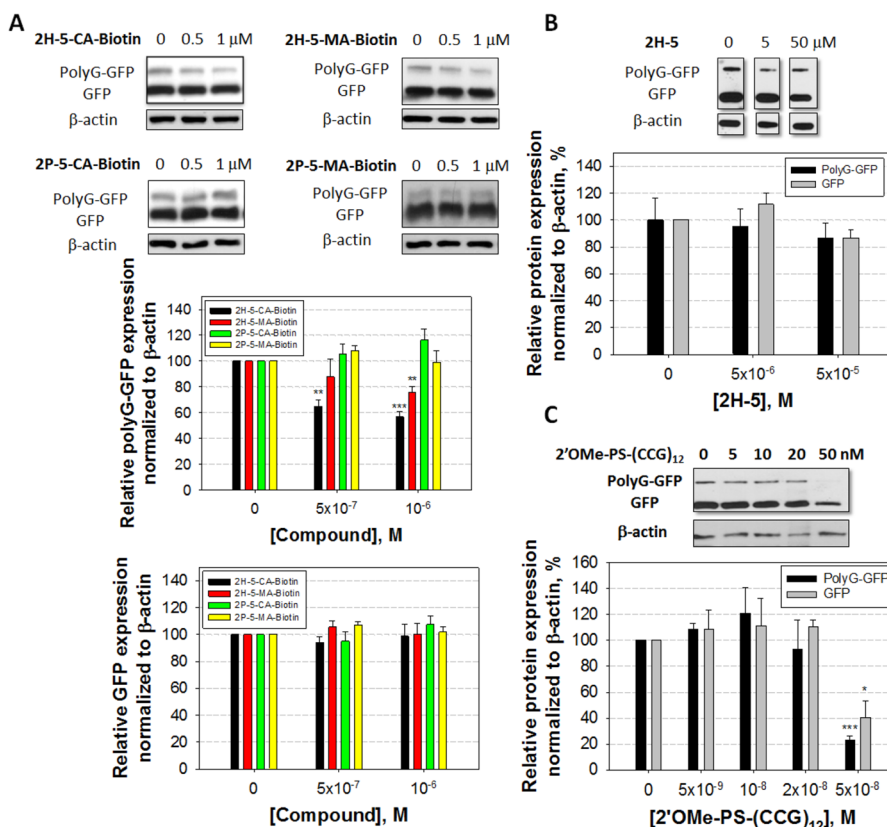 A
2H-5-CA-Biotin 0 0.5 1 μM
PolyG-GFP
GFP
β-actin
2H-5-MA-Biotin 0 0.5 1 μM
PolyG-GFP
GFP
β-actin
2P-5-CA-Biotin 0 0.5 1 μM
PolyG-GFP
GFP
β-actin
2P-5-MA-Biotin 0 0.5 1 μM
PolyG-GFP
GFP
β-actin
Relative polyG-GFP expression
normalized to β-actin
140
120
100
80
60
40
20
0
2H-5-CA-Biotin
2H-5-MA-Biotin
2P-5-CA-Biotin
2P-5-MA-Biotin
** *** **
0 5x10⁻⁷ 10⁻⁶
[Compound], M
Relative GFP expression
normalized to β-actin
140
120
100
80
60
40
20
0
2H-5-CA-Biotin
2H-5-MA-Biotin
2P-5-CA-Biotin
2P-5-MA-Biotin
0 5x10⁻⁷ 10⁻⁶
[Compound], M
B
2H-5 0 5 50 μM
PolyG-GFP
GFP
β-actin
Relative protein expression
normalized to β-actin, %
140
120
100
80
60
40
20
0
PolyG-GFP
GFP
0 5x10⁻⁶ 5x10⁻⁵
[2H-5], M
C
2'OMe-PS-(CCG)₁₂ 0 5 10 20 50 nM
PolyG-GFP
GFP
β-actin
Relative protein expression
normalized to β-actin, %
160
140
120
100
80
60
40
20
0
PolyG-GFP
GFP
*** *
0 5x10⁻⁹ 10⁻⁸ 2x10⁻⁸ 5x10⁻⁸
[2'OMe-PS-(CCG)₁₂], M